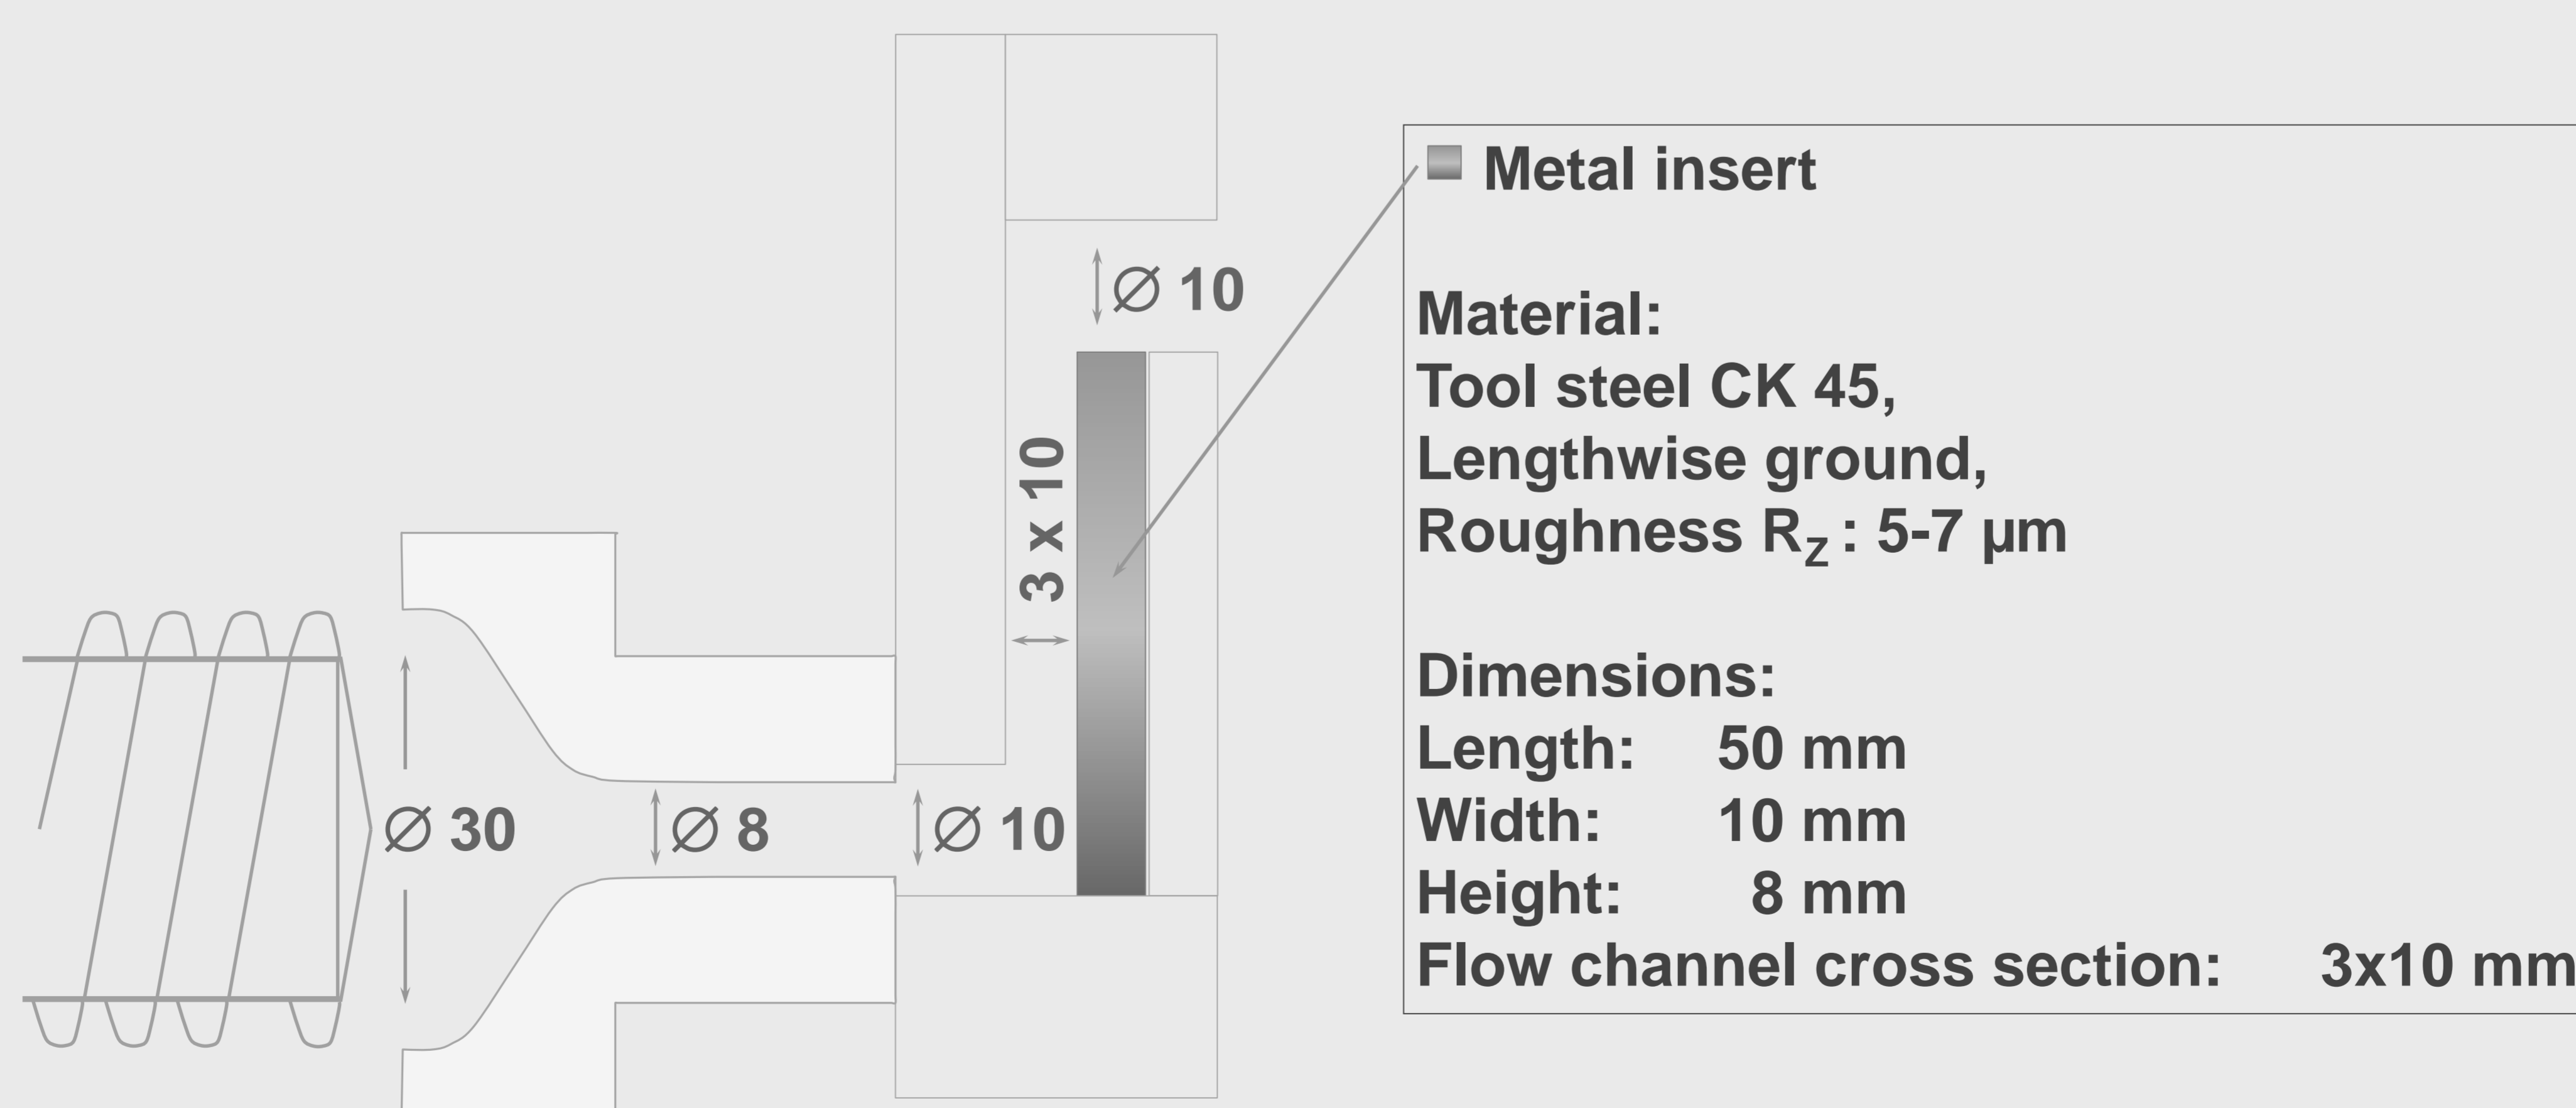 Metal insert
Ø 10
Material:
Tool steel CK 45,
Lengthwise ground,
Roughness RZ : 5-7 µm
3 x 10
Dimensions:
Length: 50 mm
Width: 10 mm
Height: 8 mm
Flow channel cross section: 3x10 mm
Ø 30
Ø 8
Ø 10